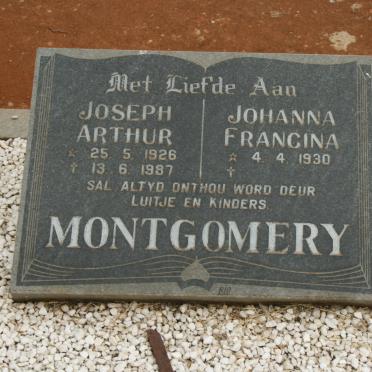 Met Liefde Aan
JOSEPH ARTHUR
☆ 25. 5. 1926
† 13. 6. 1987
JOHANNA FRANCINA
☆ 4. 4. 1930
†
SAL ALTYD ONTHOU WORD DEUR
LUITJE EN KINDERS.
MONTGOMERY